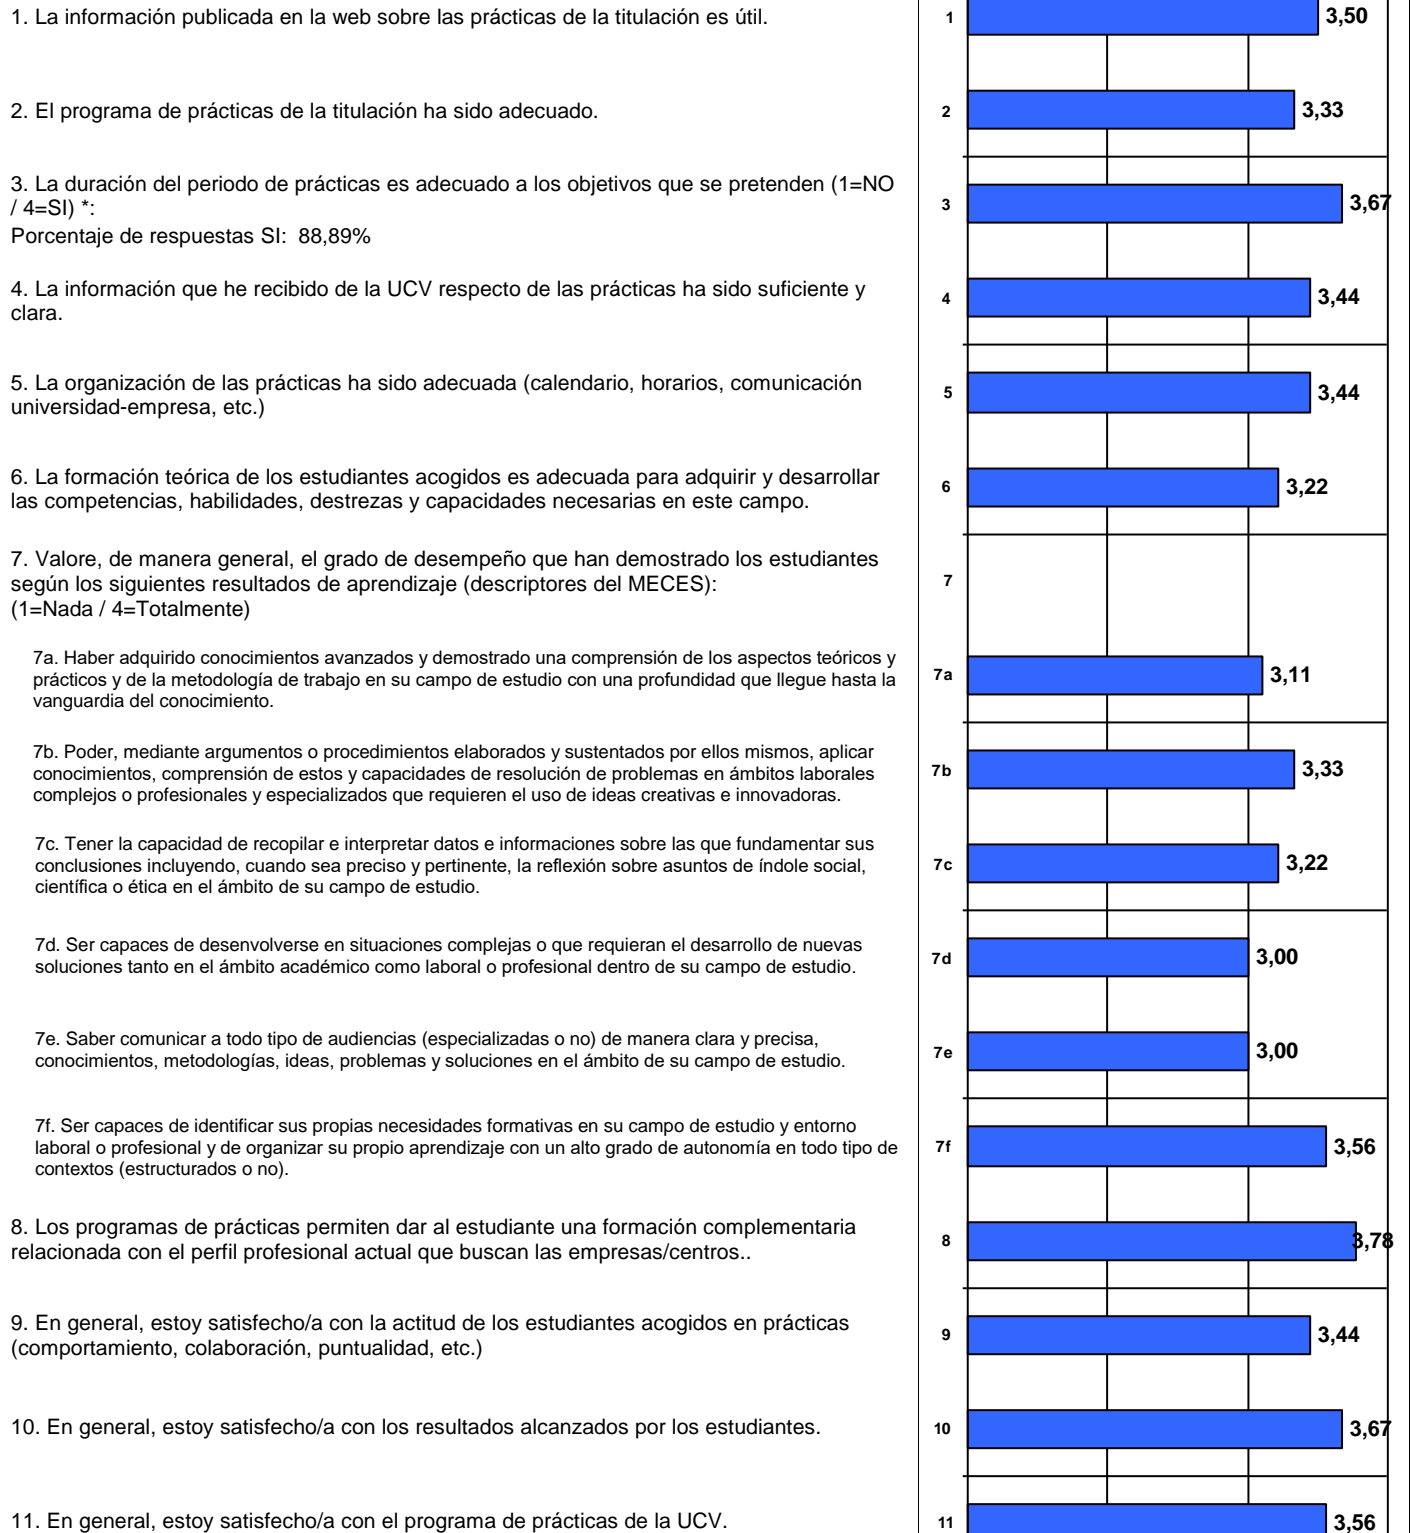 1. La información publicada en la web sobre las prácticas de la titulación es útil.
1
3,50
2. El programa de prácticas de la titulación ha sido adecuado.
2
3,33
3. La duración del periodo de prácticas es adecuado a los objetivos que se pretenden (1=NO
/ 4=SI) *:
Porcentaje de respuestas SI: 88,89%
3
3,67
4. La información que he recibido de la UCV respecto de las prácticas ha sido suficiente y
clara.
4
3,44
5. La organización de las prácticas ha sido adecuada (calendario, horarios, comunicación
universidad-empresa, etc.)
5
3,44
6. La formación teórica de los estudiantes acogidos es adecuada para adquirir y desarrollar
las competencias, habilidades, destrezas y capacidades necesarias en este campo.
6
3,22
7. Valore, de manera general, el grado de desempeño que han demostrado los estudiantes
según los siguientes resultados de aprendizaje (descriptores del MECES):
(1=Nada / 4=Totalmente)
7
7a. Haber adquirido conocimientos avanzados y demostrado una comprensión de los aspectos teóricos y
prácticos y de la metodología de trabajo en su campo de estudio con una profundidad que llegue hasta la
vanguardia del conocimiento.
7a
3,11
7b. Poder, mediante argumentos o procedimientos elaborados y sustentados por ellos mismos, aplicar
conocimientos, comprensión de estos y capacidades de resolución de problemas en ámbitos laborales
complejos o profesionales y especializados que requieren el uso de ideas creativas e innovadoras.
7b
3,33
7c. Tener la capacidad de recopilar e interpretar datos e informaciones sobre las que fundamentar sus
conclusiones incluyendo, cuando sea preciso y pertinente, la reflexión sobre asuntos de índole social,
científica o ética en el ámbito de su campo de estudio.
7c
3,22
7d. Ser capaces de desenvolverse en situaciones complejas o que requieran el desarrollo de nuevas
soluciones tanto en el ámbito académico como laboral o profesional dentro de su campo de estudio.
7d
3,00
7e. Saber comunicar a todo tipo de audiencias (especializadas o no) de manera clara y precisa,
conocimientos, metodologías, ideas, problemas y soluciones en el ámbito de su campo de estudio.
7e
3,00
7f. Ser capaces de identificar sus propias necesidades formativas en su campo de estudio y entorno
laboral o profesional y de organizar su propio aprendizaje con un alto grado de autonomía en todo tipo de
contextos (estructurados o no).
7f
3,56
8. Los programas de prácticas permiten dar al estudiante una formación complementaria
relacionada con el perfil profesional actual que buscan las empresas/centros..
8
3,78
9. En general, estoy satisfecho/a con la actitud de los estudiantes acogidos en prácticas
(comportamiento, colaboración, puntualidad, etc.)
9
3,44
10. En general, estoy satisfecho/a con los resultados alcanzados por los estudiantes.
10
3,67
11. En general, estoy satisfecho/a con el programa de prácticas de la UCV.
11
3,56